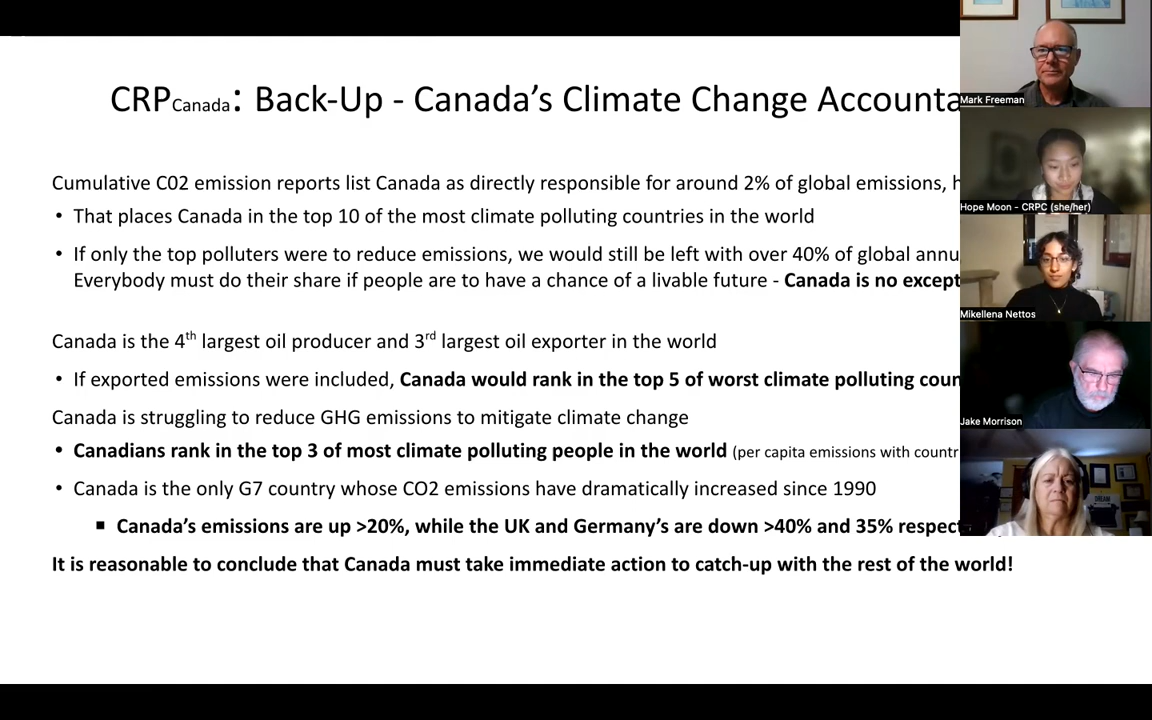 CRPCanada: Back-Up - Canada's Climate Change Accounta
Cumulative C02 emission reports list Canada as directly responsible for around 2% of global emissions, h
• That places Canada in the top 10 of the most climate polluting countries in the world
• If only the top polluters were to reduce emissions, we would still be left with over 40% of global annu
Everybody must do their share if people are to have a chance of a livable future - Canada is no except
Canada is the 4th largest oil producer and 3rd largest oil exporter in the world
• If exported emissions were included, Canada would rank in the top 5 of worst climate polluting coun
Canada is struggling to reduce GHG emissions to mitigate climate change
• Canadians rank in the top 3 of most climate polluting people in the world (per capita emissions with countr
• Canada is the only G7 country whose CO2 emissions have dramatically increased since 1990
▪ Canada's emissions are up >20%, while the UK and Germany's are down >40% and 35% respect
It is reasonable to conclude that Canada must take immediate action to catch-up with the rest of the world!
Mark Freeman
Hope Moon - CRPC (she/her)
Mikellena Nettos
Jake Morrison
DREAM